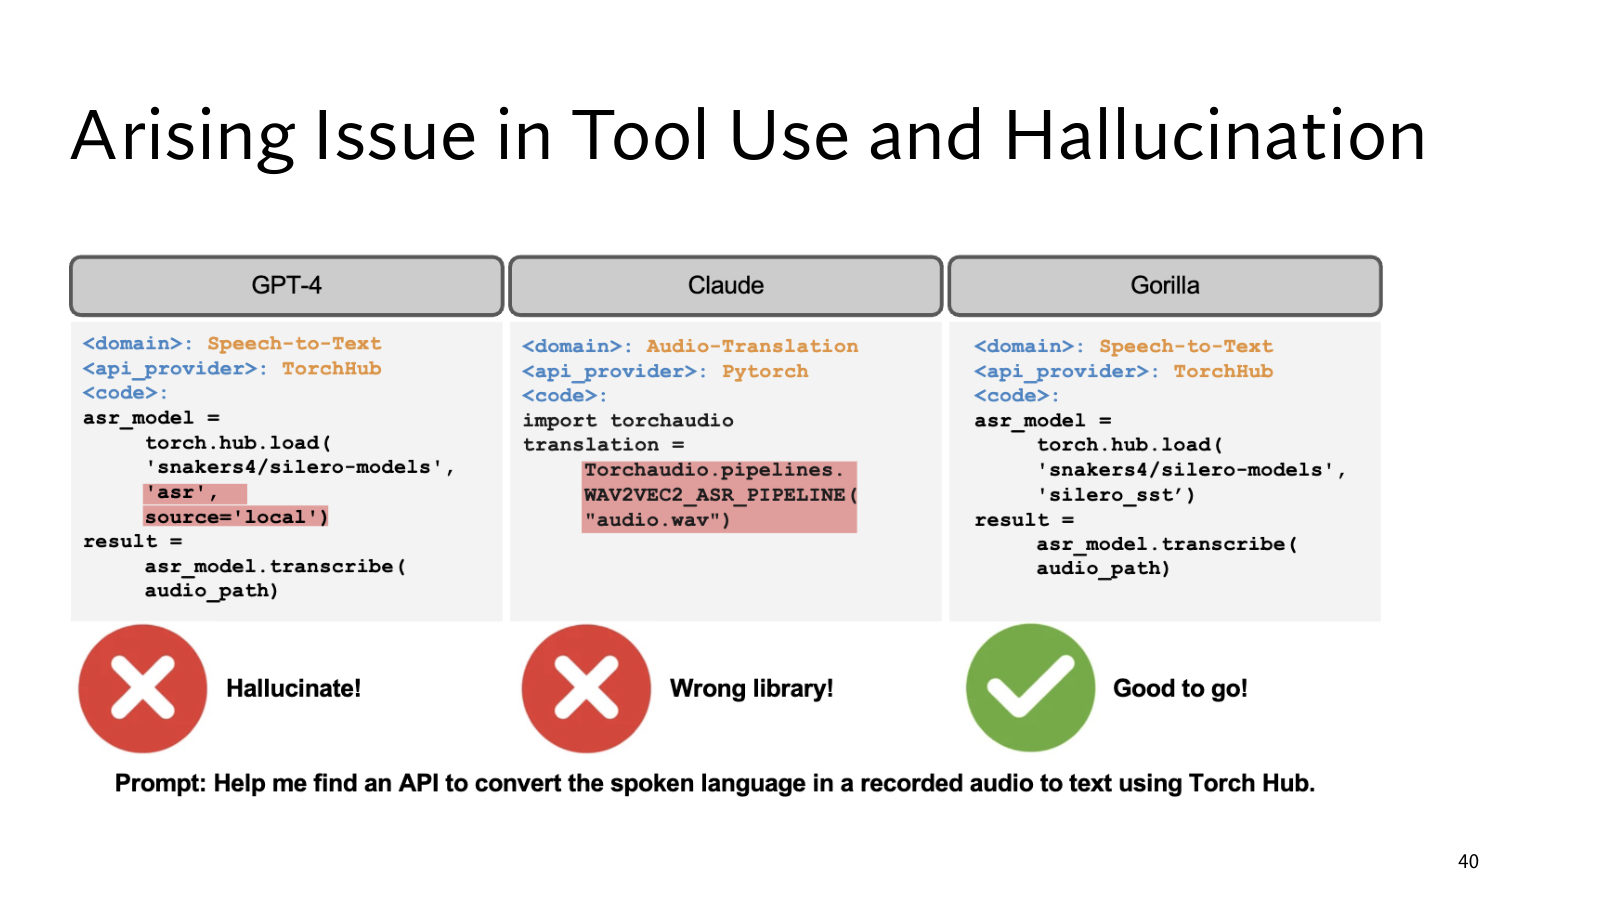 Arising Issue in Tool Use and Hallucination
GPT-4
<domain>: Speech-to-Text
<api_provider>: TorchHub
<code>:
asr_model =
torch.hub.load(
'snakers4/silero-models',
'asr',
source='local')
result =
asr_model.transcribe(
audio_path)
Hallucinate!
Claude
<domain>: Audio-Translation
<api_provider>: Pytorch
<code>:
import torchaudio
translation =
Torchaudio.pipelines.
WAV2VEC2_ASR_PIPELINE(
"audio.wav")
Wrong library!
Gorilla
<domain>: Speech-to-Text
<api_provider>: TorchHub
<code>:
asr_model =
torch.hub.load(
'snakers4/silero-models',
'silero_sst’)
result =
asr_model.transcribe(
audio_path)
Good to go!
Prompt: Help me find an API to convert the spoken language in a recorded audio to text using Torch Hub.
40